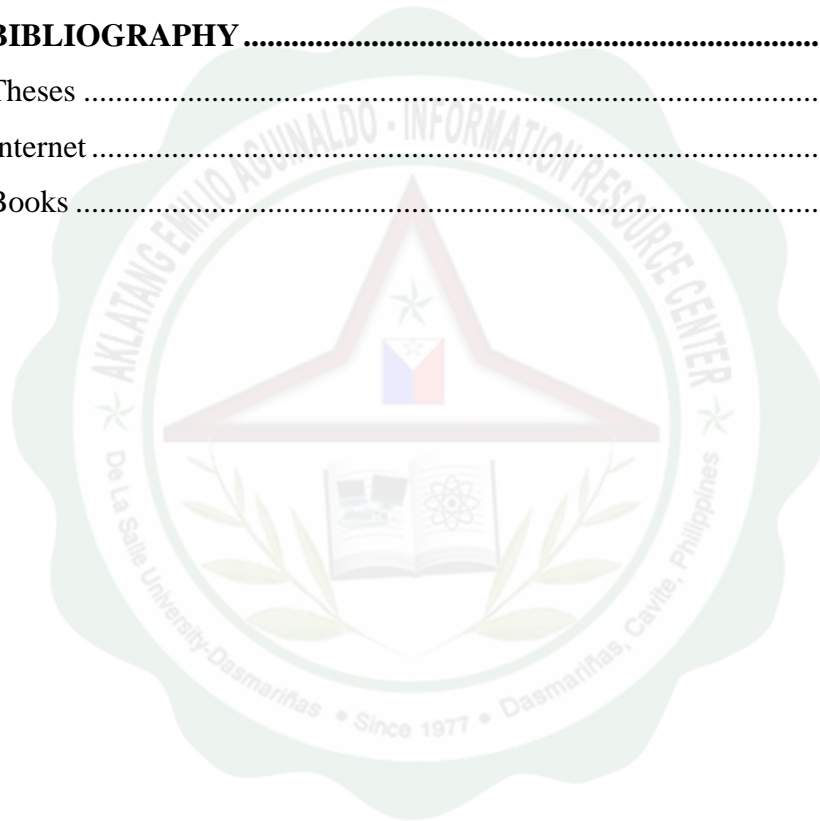 BIBLIOGRAPHY..............................................................................
Theses ............................................................................................
Internet ...........................................................................................
Books .............................................................................................
AKLATANG EMILIO AGUINALDO - INFORMATION RESOURCE CENTER
De La Salle University-Dasmariñas • Since 1977 • Dasmariñas, Cavite, Philippines